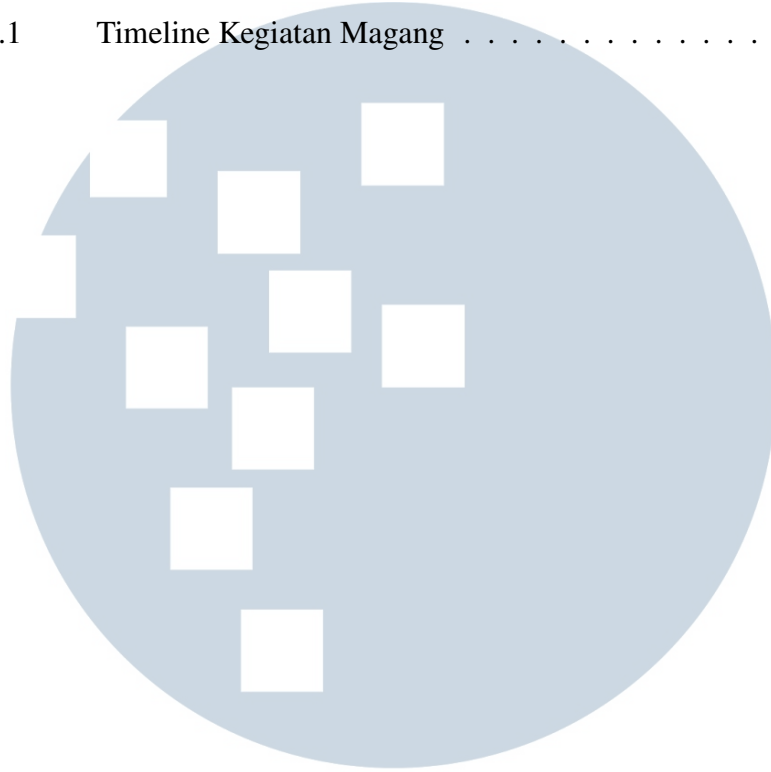 .1 Timeline Kegiatan Magang . . . . . . . . . . . . .